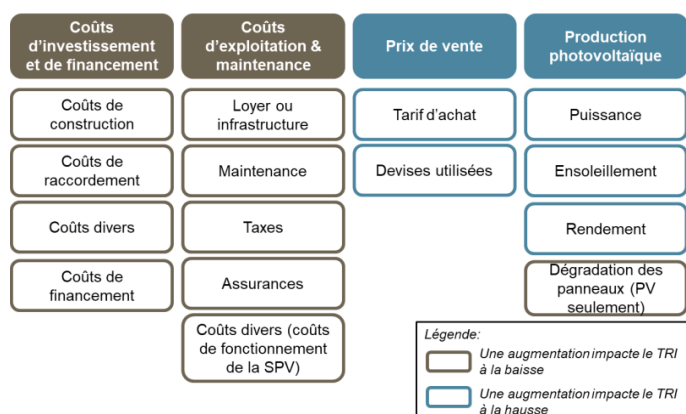 Coûts
d’investissement
et de financement
Coûts de
construction
Coûts de
raccordement
Coûts divers
Coûts de
financement
Coûts
d’exploitation &
maintenance
Loyer ou
infrastructure
Maintenance
Taxes
Assurances
Coûts divers (coûts
de fonctionnement
de la SPV)
Prix de vente
Tarif d’achat
Devises utilisées
Production
photovoltaïque
Puissance
Ensoleillement
Rendement
Dégradation des
panneaux (PV
seulement)
Légende:
Une augmentation impacte le TRI
à la baisse
Une augmentation impacte le TRI
à la hausse